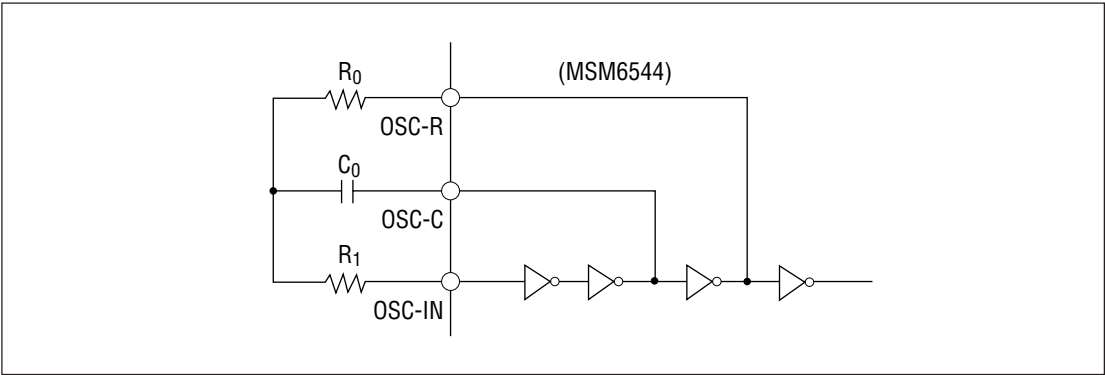 R0
(MSM6544)
OSC-R
C0
OSC-C
R1
OSC-IN